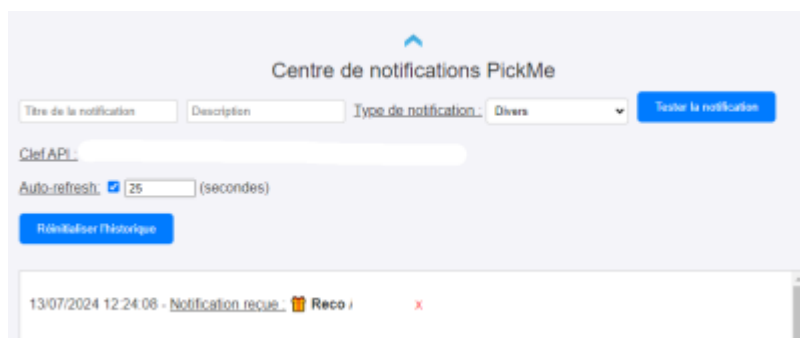 Centre de notifications PickMe
Titre de la notification Description Type de notification : Divers Tester la notification
Clef API :
Auto-refresh: 25 (secondes)
Réinitialiser l'historique
13/07/2024 12:24:08 - Notification reçue : Reco x